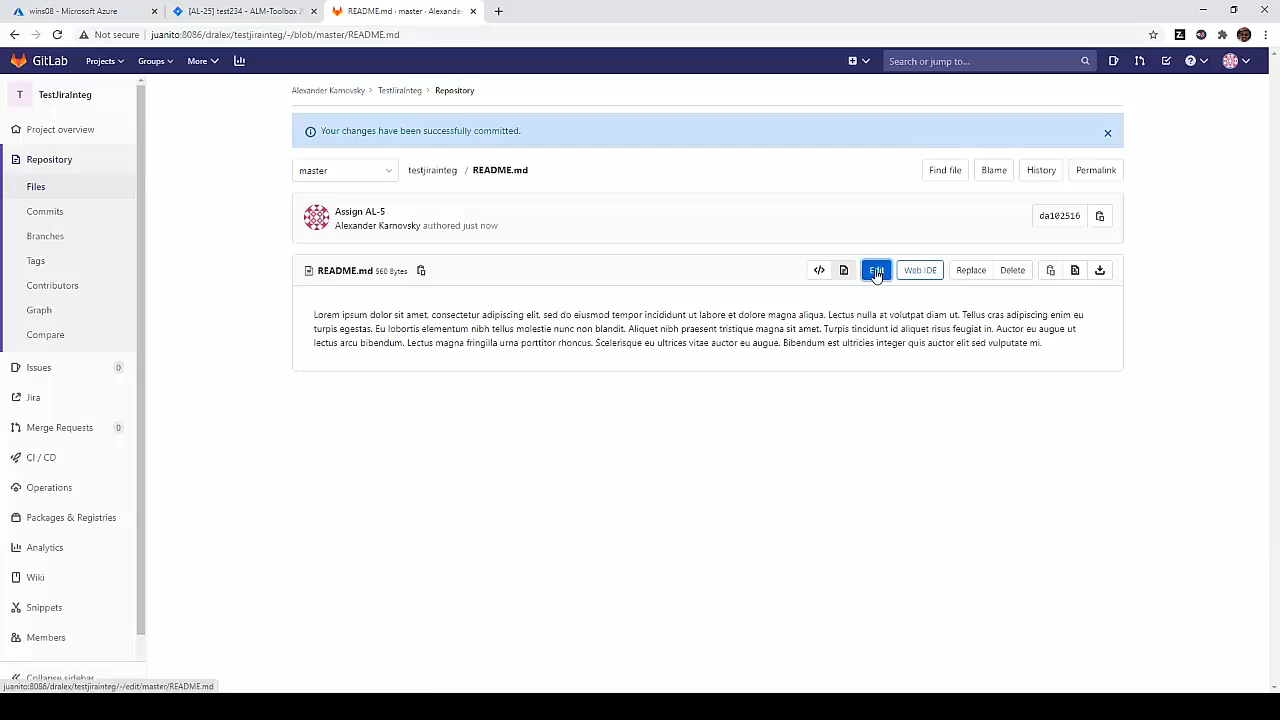 wins08 - Microsoft Azure
[AL-25] test234 - ALM-Toolbox J
README.md · master · Alexander
Not secure
juanito:8086/dralex/testjirainteg/-/blob/master/README.md
GitLab
Projects
Groups
More
Search or jump to...
T
TestJiraInteg
Project overview
Repository
Files
Commits
Branches
Tags
Contributors
Graph
Compare
Issues 0
Jira
Merge Requests 0
CI / CD
Operations
Packages & Registries
Analytics
Wiki
Snippets
Members
Collapse sidebar
juanito:8086/dralex/testjirainteg/-/edit/master/README.md
Alexander Karnovsky > TestJiraInteg > Repository
Your changes have been successfully committed.
master
testjirainteg / README.md
Find file
Blame
History
Permalink
Assign AL-5
Alexander Karnovsky authored just now
da102516
README.md 560 Bytes
Edit
Web IDE
Replace
Delete
Lorem ipsum dolor sit amet, consectetur adipiscing elit, sed do eiusmod tempor incididunt ut labore et dolore magna aliqua. Lectus nulla at volutpat diam ut. Tellus cras adipiscing enim eu
turpis egestas. Eu lobortis elementum nibh tellus molestie nunc non blandit. Aliquet nibh praesent tristique magna sit amet. Turpis tincidunt id aliquet risus feugiat in. Auctor eu augue ut
lectus arcu bibendum. Lectus magna fringilla urna porttitor rhoncus. Scelerisque eu ultrices vitae auctor eu augue. Bibendum est ultricies integer quis auctor elit sed vulputate mi.